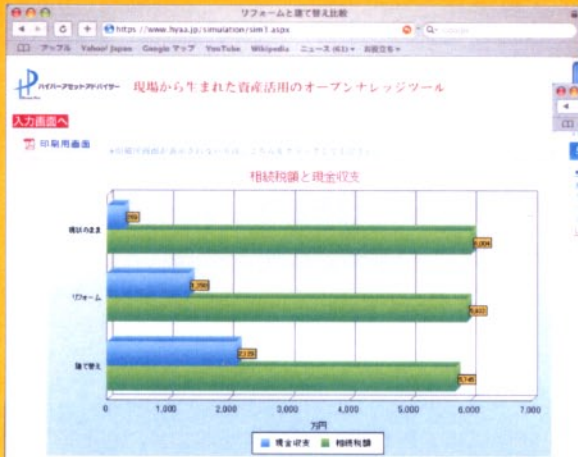 リフォームと建て替え比較
https://www.hyaa.jp/simulation/sim1.aspx
アップル Yahoo! Japan Google マップ YouTube Wikipedia ニュース (61) お役立ち
ハイパーアセットアドバイザー 現場から生まれた資産活用のオープンナレッジツール
入力画面へ
印刷用画面
相続税額と現金収支
現状のまま
リフォーム
建て替え
0 1,000 2,000 3,000 4,000 5,000 6,000 7,000
万円
現金収支 相続税額